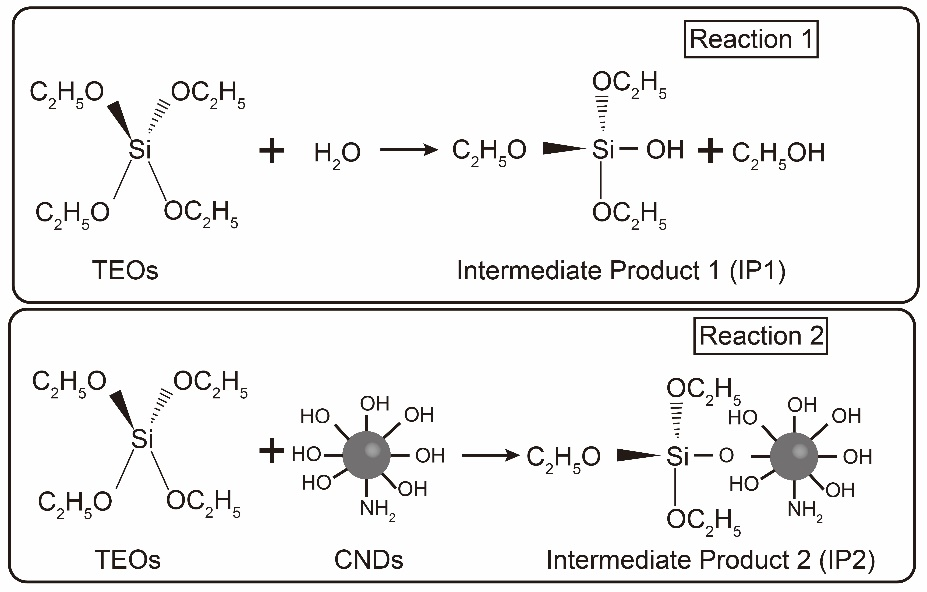 Reaction 1
C₂H₅O OC₂H₅ OC₂H₅
Si + H₂O C₂H₅O Si OH + C₂H₅OH
C₂H₅O OC₂H₅ OC₂H₅
TEOs Intermediate Product 1 (IP1)
Reaction 2
C₂H₅O OC₂H₅ OC₂H₅
HO OH OH HO OH OH
Si + HO OH C₂H₅O Si O OH
HO OH HO OH
C₂H₅O OC₂H₅ NH₂ OC₂H₅ NH₂
TEOs CNDs Intermediate Product 2 (IP2)